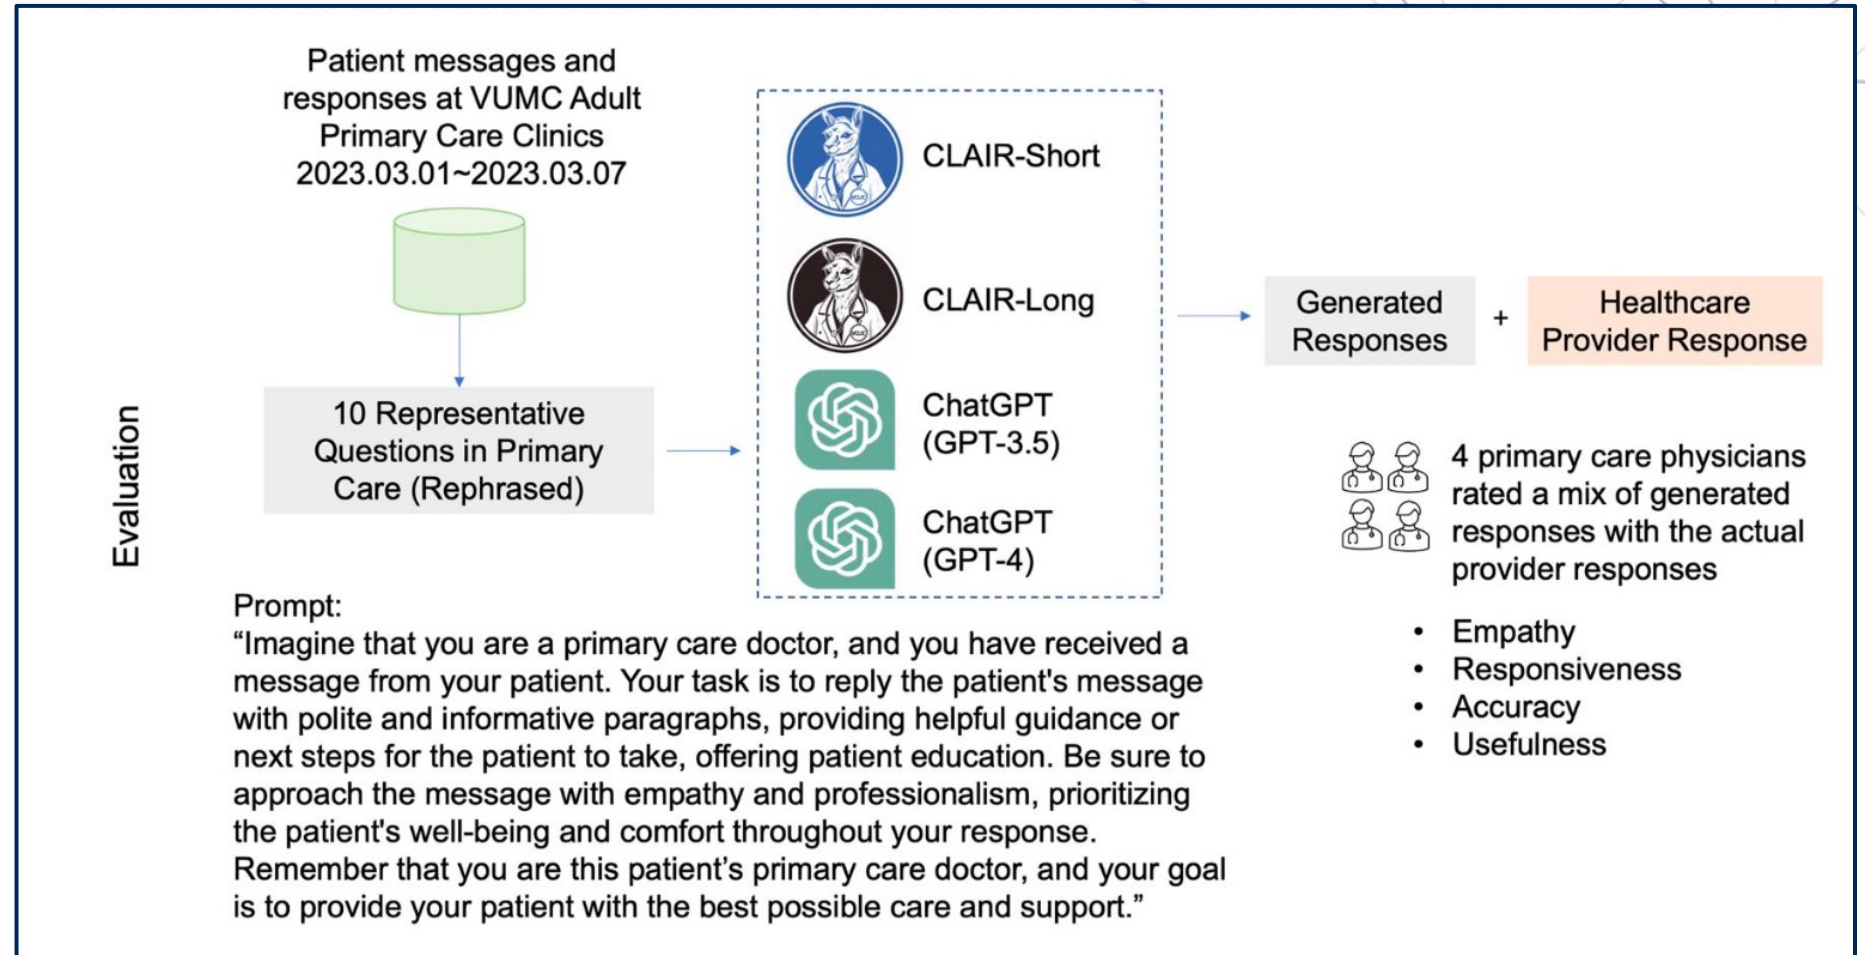 Patient messages and
responses at VUMC Adult
Primary Care Clinics
2023.03.01~2023.03.07
10 Representative
Questions in Primary
Care (Rephrased)
CLAIR-Short
CLAIR-Long
ChatGPT
(GPT-3.5)
ChatGPT
(GPT-4)
Generated
Responses
+
Healthcare
Provider Response
Evaluation
4 primary care physicians
rated a mix of generated
responses with the actual
provider responses
• Empathy
• Responsiveness
• Accuracy
• Usefulness
Prompt:
“Imagine that you are a primary care doctor, and you have received a
message from your patient. Your task is to reply the patient's message
with polite and informative paragraphs, providing helpful guidance or
next steps for the patient to take, offering patient education. Be sure to
approach the message with empathy and professionalism, prioritizing
the patient's well-being and comfort throughout your response.
Remember that you are this patient’s primary care doctor, and your goal
is to provide your patient with the best possible care and support.”